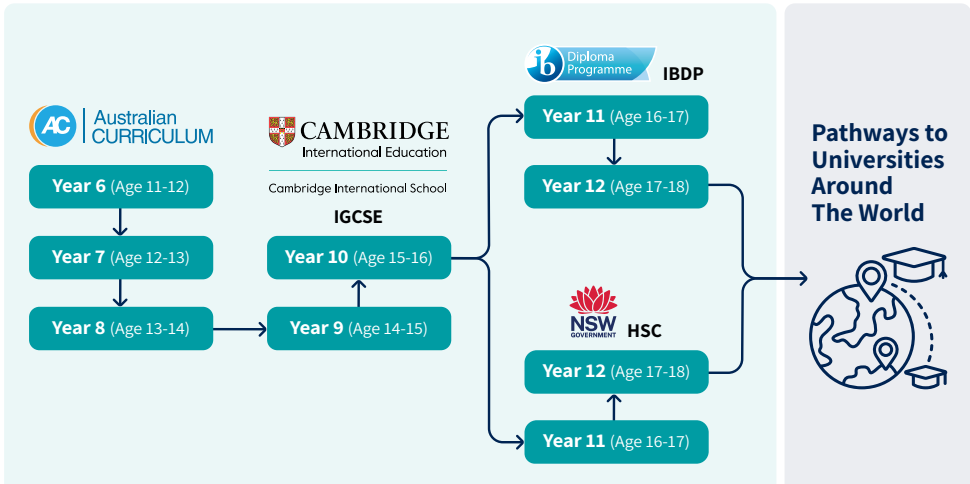 AC
Australian
CURRICULUM
Year 6 (Age 11-12)
Year 7 (Age 12-13)
Year 8 (Age 13-14)
CAMBRIDGE
International Education
Cambridge International School
IGCSE
Year 10 (Age 15-16)
Year 9 (Age 14-15)
ib
Diploma
Programme
IBDP
Year 11 (Age 16-17)
Year 12 (Age 17-18)
NSW
GOVERNMENT
HSC
Year 12 (Age 17-18)
Year 11 (Age 16-17)
Pathways to
Universities
Around
The World